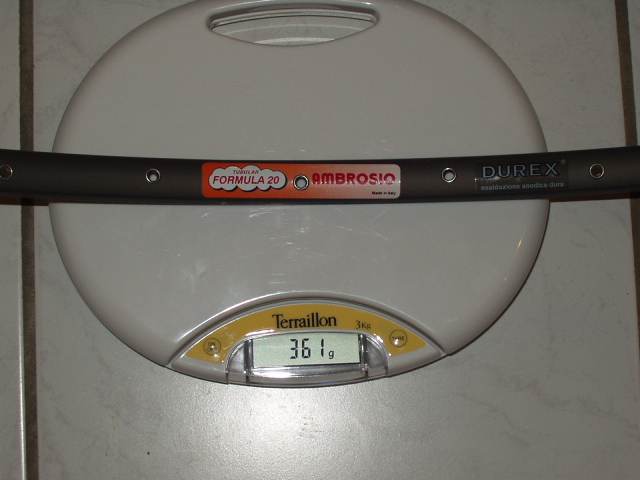 TUBULAR
FORMULA 20
AMBROSIO
Made in Italy
DUREX®
ossidazione anodica dura
Terraillon
3Kg
361g